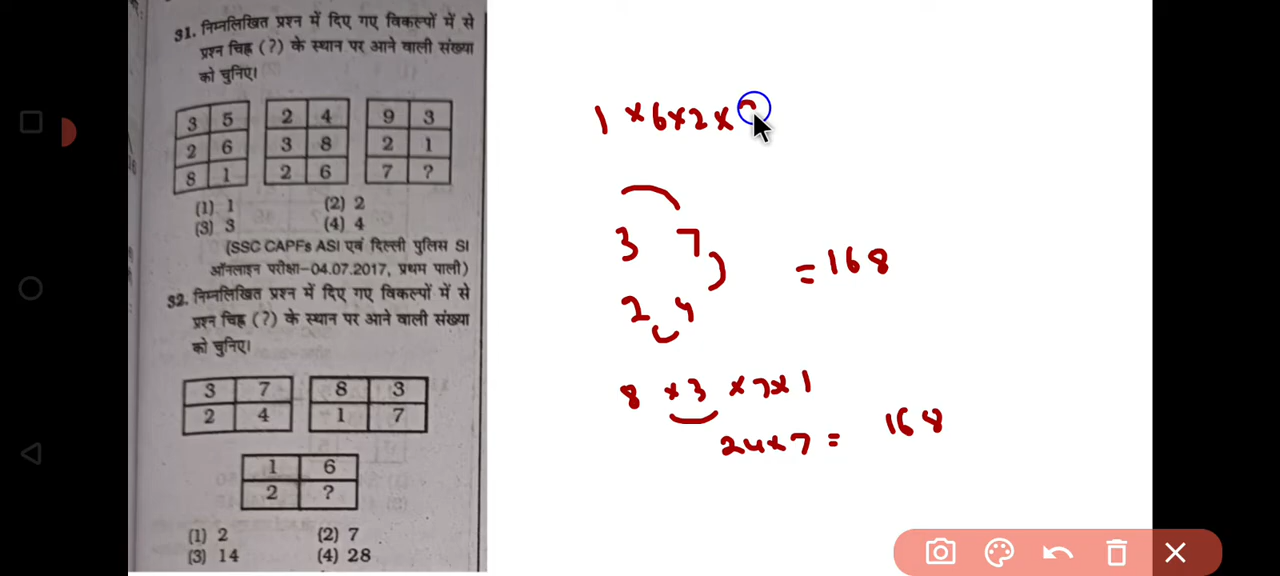 31. निम्नलिखित प्रश्न में दिए गए विकल्पों में से
प्रश्न चिह्न (?) के स्थान पर आने वाली संख्या
को चुनिए।
3 5 2 4 9 3
2 6 3 8 2 1
8 1 2 6 7 ?
(1) 1 (2) 2
(3) 3 (4) 4
(SSC CAPFs ASI एवं दिल्ली पुलिस SI
ऑनलाइन परीक्षा-04.07.2017, प्रथम पाली)
32. निम्नलिखित प्रश्न में दिए गए विकल्पों में से
प्रश्न चिह्न (?) के स्थान पर आने वाली संख्या
को चुनिए।
3 7 8 3
2 4 1 7
1 6
2 ?
(1) 2 (2) 7
(3) 14 (4) 28
1 × 6 × 2 ×
3 7
2 4
= 168
8 × 3 × 7 × 1
24 × 7 = 168